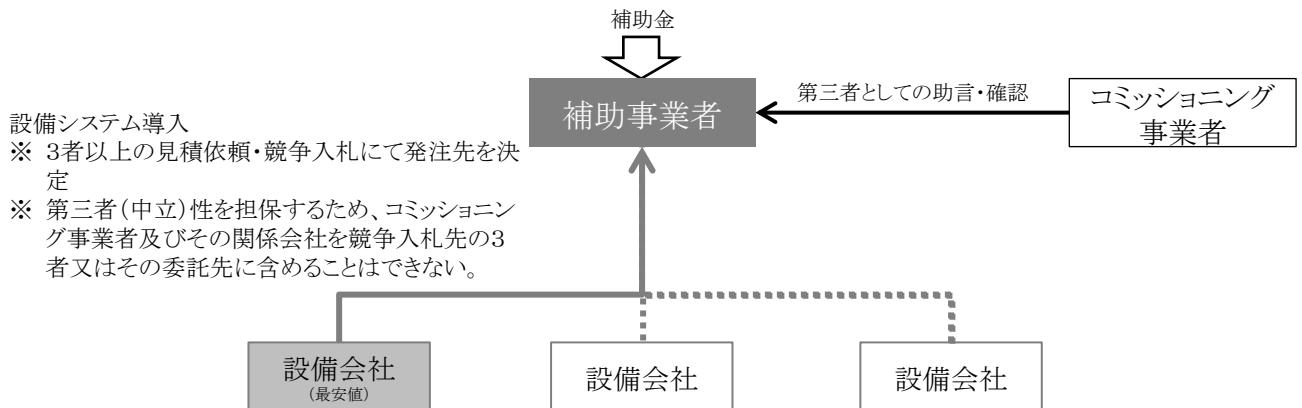 補助金
補助事業者
第三者としての助言・確認
コミッショニング
事業者
設備システム導入
※ 3者以上の見積依頼・競争入札にて発注先を決
定
※ 第三者(中立)性を担保するため、コミッショニン
グ事業者及びその関係会社を競争入札先の3
者又はその委託先に含めることはできない。
設備会社
(最安値)
設備会社
設備会社